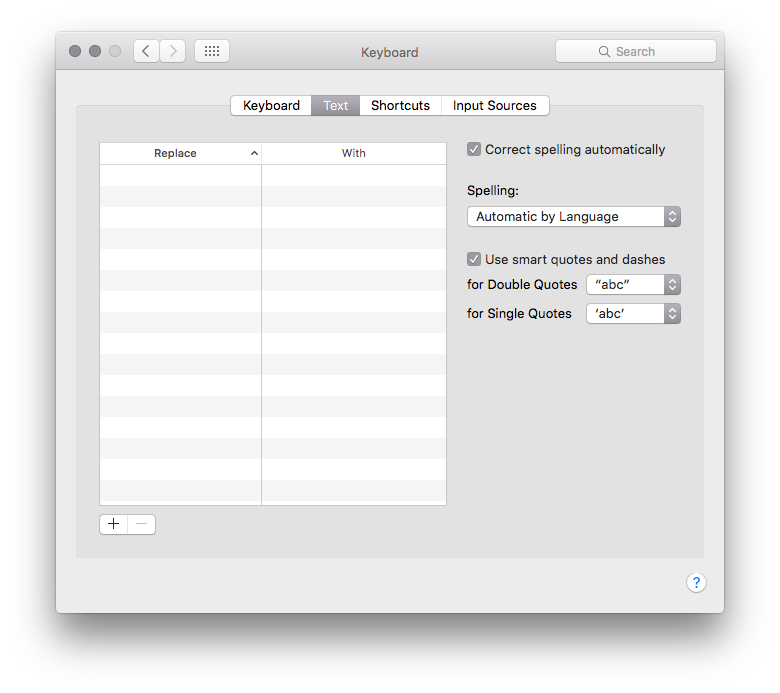 Keyboard
Search
Keyboard Text Shortcuts Input Sources
Replace With
Correct spelling automatically
Spelling:
Automatic by Language
Use smart quotes and dashes
for Double Quotes “abc”
for Single Quotes ‘abc’
+ −
?